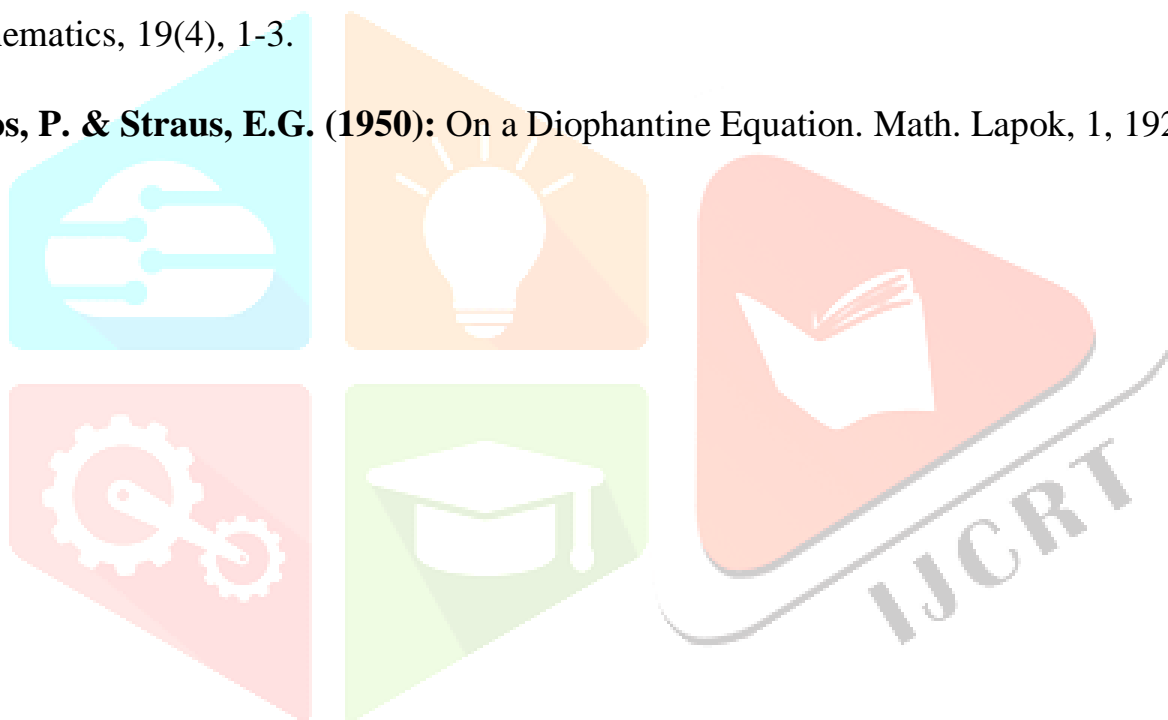 ematics, 19(4), 1-3.
os, P. & Straus, E.G. (1950): On a Diophantine Equation. Math. Lapok, 1, 192
IJCRT